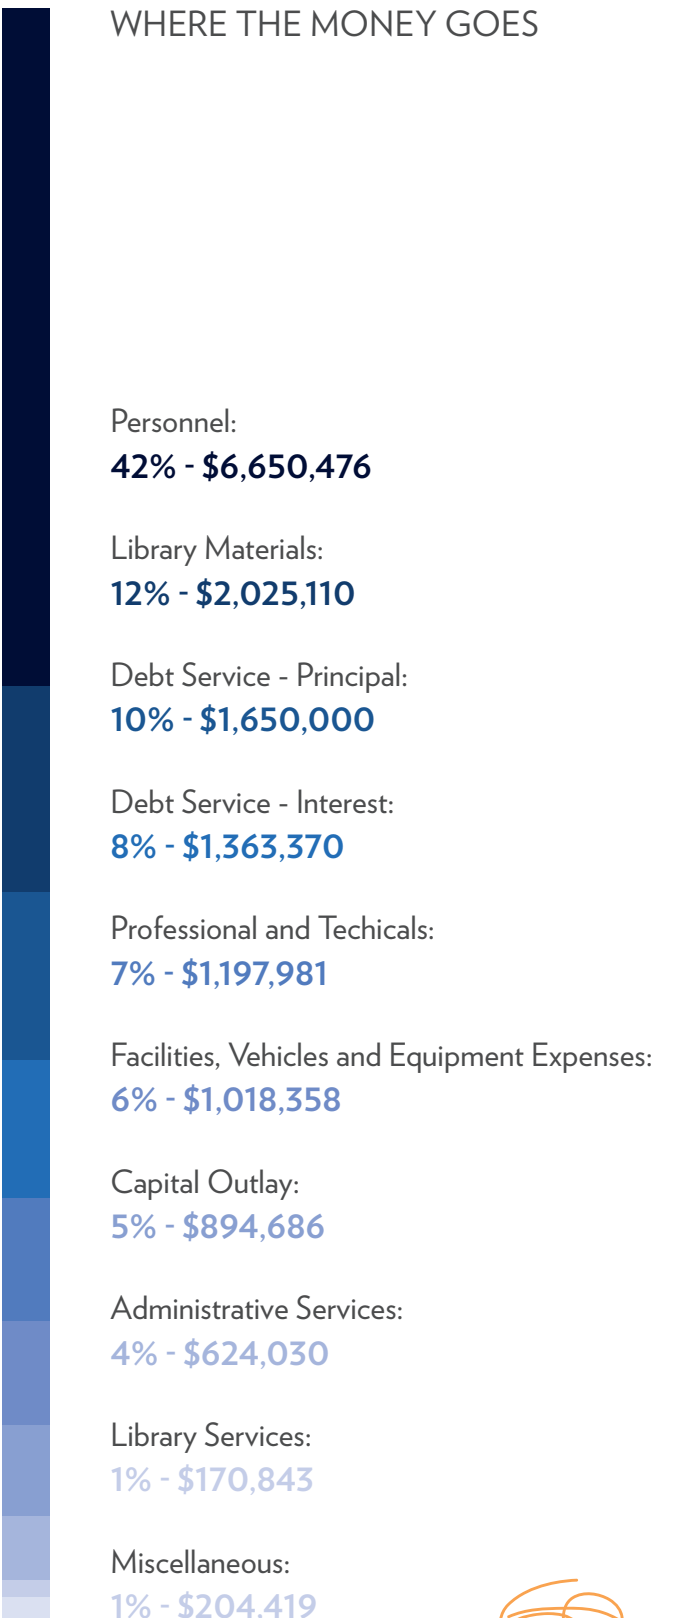 WHERE THE MONEY GOES
Personnel:
42% - $6,650,476
Library Materials:
12% - $2,025,110
Debt Service - Principal:
10% - $1,650,000
Debt Service - Interest:
8% - $1,363,370
Professional and Techicals:
7% - $1,197,981
Facilities, Vehicles and Equipment Expenses:
6% - $1,018,358
Capital Outlay:
5% - $894,686
Administrative Services:
4% - $624,030
Library Services:
1% - $170,843
Miscellaneous:
1% - $204,419